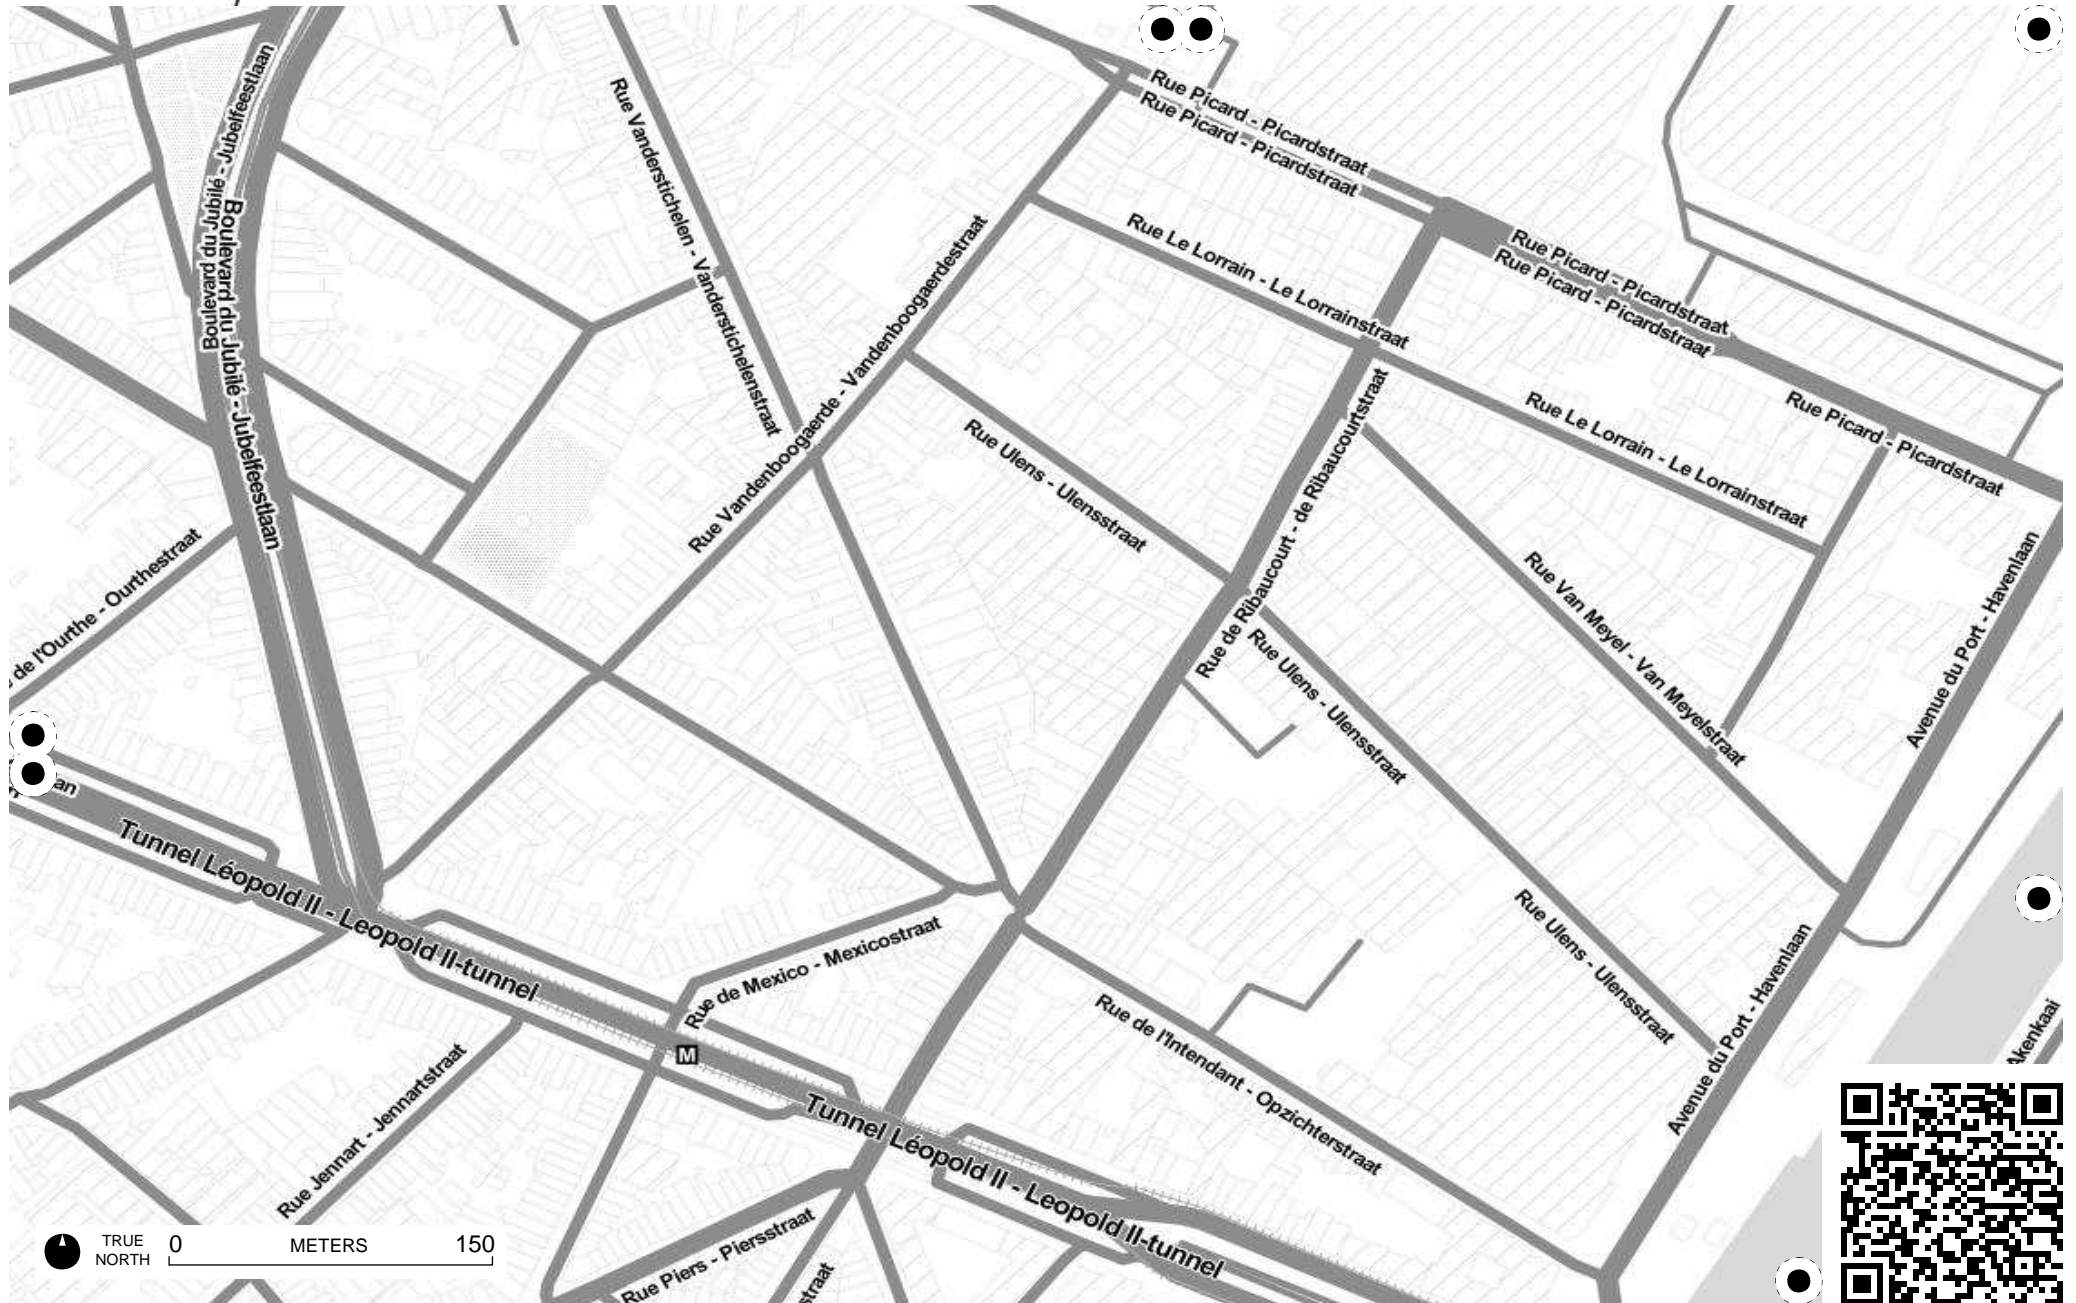 Rue Picard - Picardstraat
Rue Picard - Picardstraat
Boulevard du Jubilé - Jubelfeestlaan
Boulevard du Jubilé - Jubelfeestlaan
Rue Vanderstichelen - Vanderstichelenstraat
Rue Vandenboogaerde - Vandenboogaerdestraat
Rue Le Lorrain - Le Lorrainstraat
Rue Picard - Picardstraat
Rue Picard - Picardstraat
Rue Picard - Picardstraat
Rue Le Lorrain - Le Lorrainstraat
Rue Ulens - Ulensstraat
Rue de Ribaucourt - de Ribaucourtstraat
Rue Van Meyel - Van Meyelstraat
Avenue du Port - Havenlaan
de l'Ourthe - Ourthestraat
Rue Ulens - Ulensstraat
an
Tunnel Léopold II - Leopold II-tunnel
Rue de Mexico - Mexicostraat
Rue Ulens - Ulensstraat
Avenue du Port - Havenlaan
Rue de l'Intendant - Opzichterstraat
Akenkaai
M
Rue Jennart - Jennartstraat
Tunnel Léopold II - Leopold II-tunnel
Rue Piers - Piersstraat
straat
TRUE
NORTH
0 METERS 150